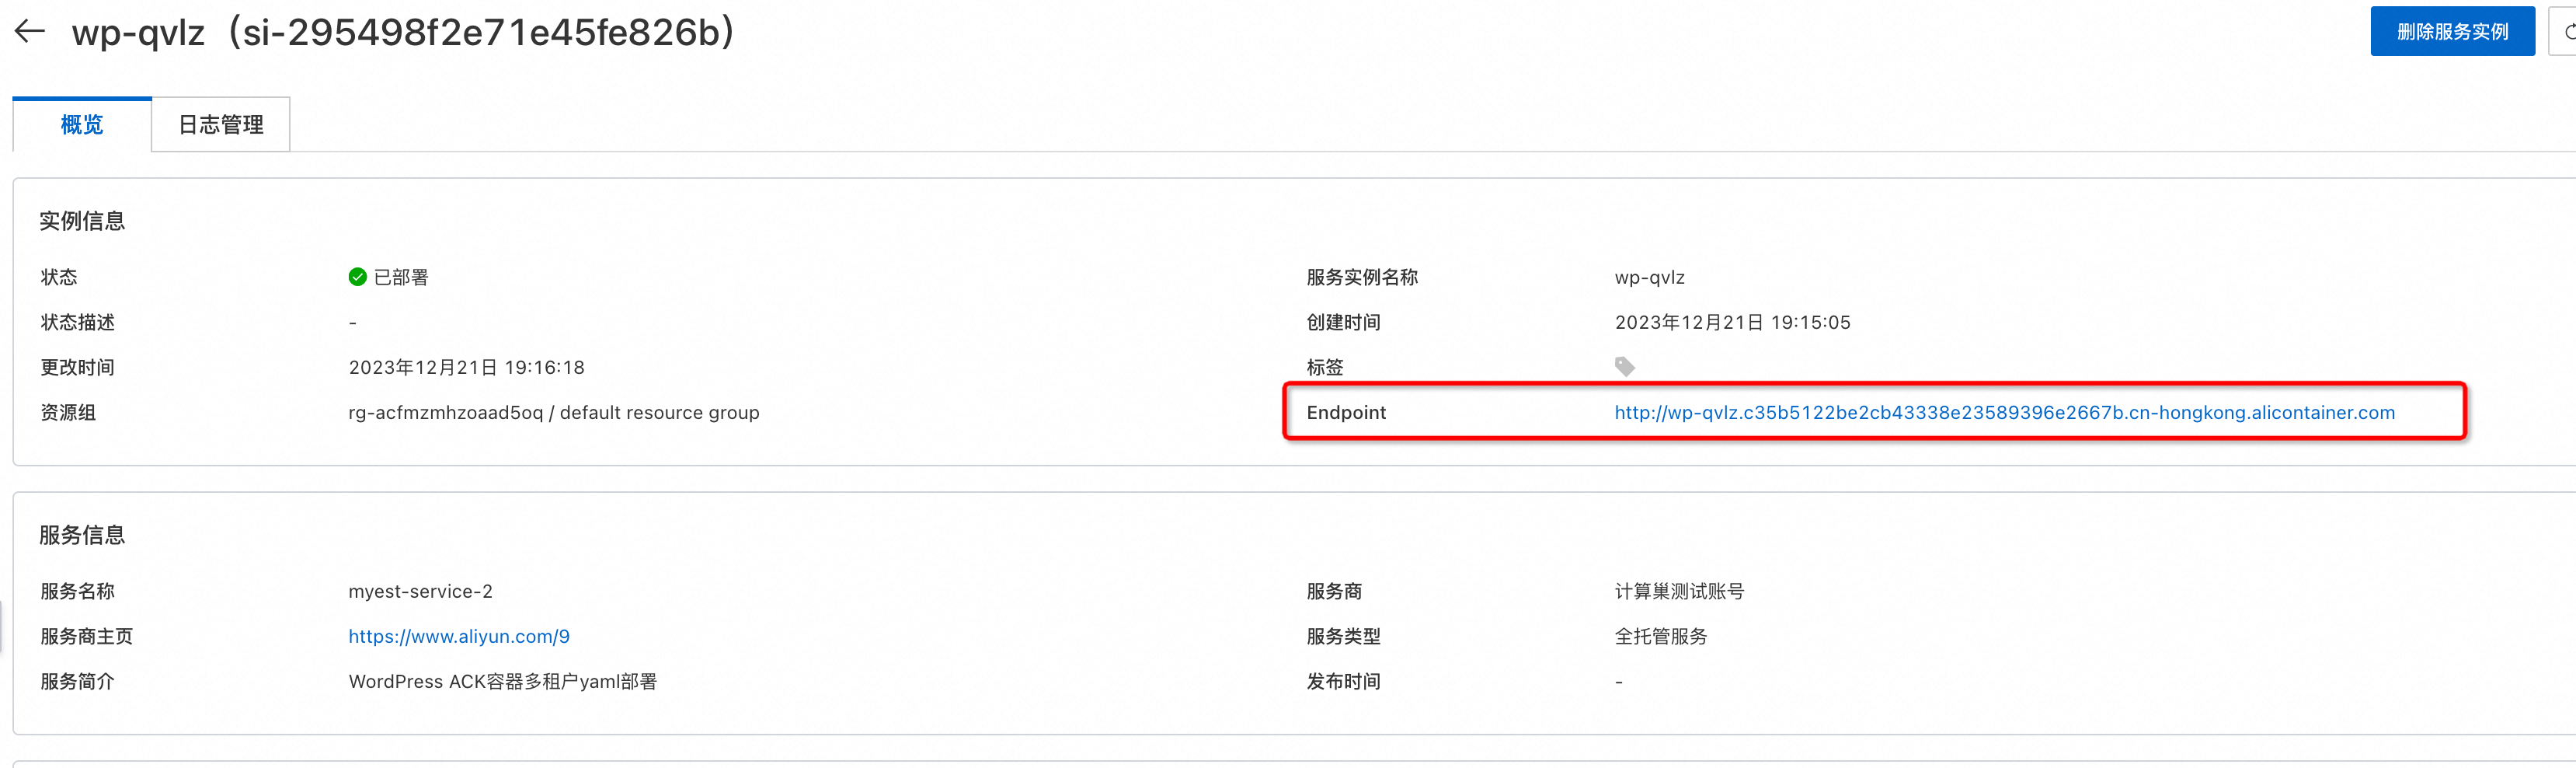 wp-qvlz（si-295498f2e71e45fe826b）
删除服务实例
概览
日志管理
实例信息
状态
已部署
服务实例名称
wp-qvlz
状态描述
-
创建时间
2023年12月21日 19:15:05
更改时间
2023年12月21日 19:16:18
标签
资源组
rg-acfmzmhzoaad5oq / default resource group
Endpoint
http://wp-qvlz.c35b5122be2cb43338e23589396e2667b.cn-hongkong.alicontainer.com
服务信息
服务名称
myest-service-2
服务商
计算巢测试账号
服务商主页
https://www.aliyun.com/9
服务类型
全托管服务
服务简介
WordPress ACK容器多租户yaml部署
发布时间
-